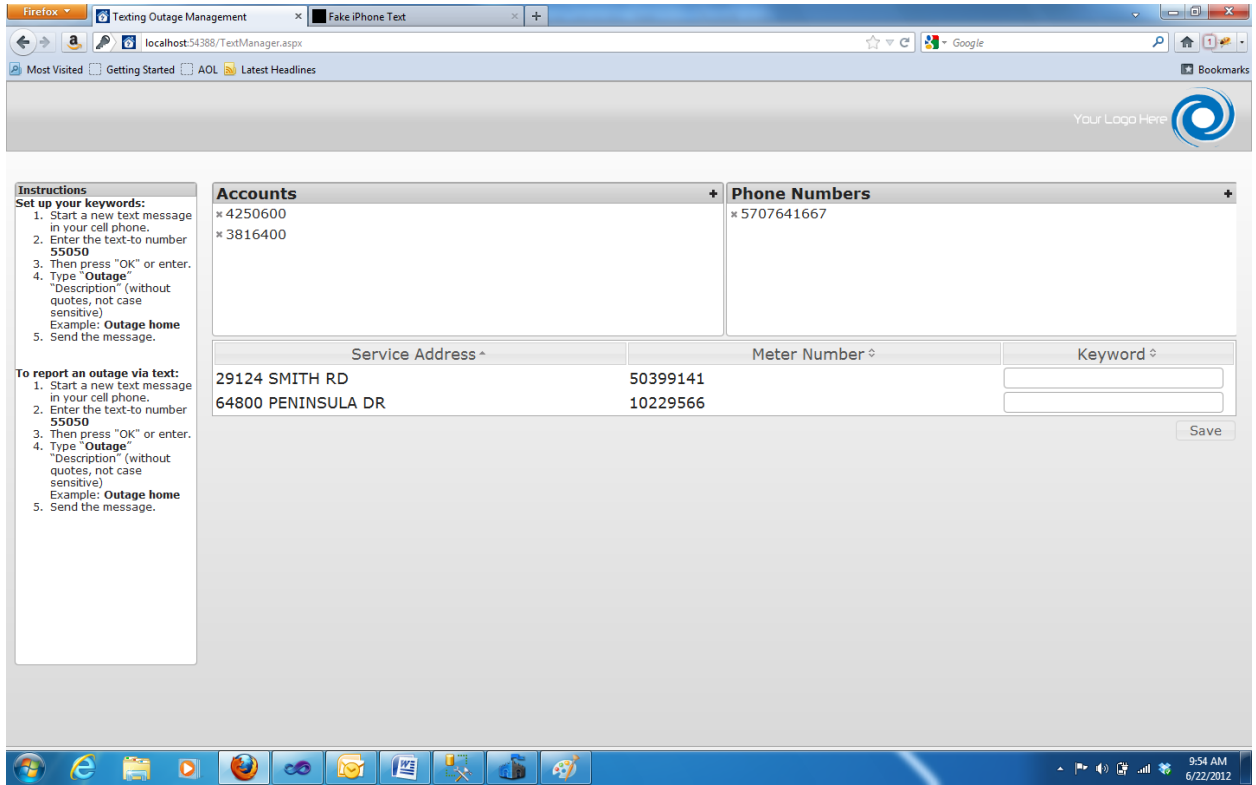 Firefox
Texting Outage Management
Fake iPhone Text
localhost:54388/TextManager.aspx
Google
1
Most Visited
Getting Started
AOL
Latest Headlines
Bookmarks
Your Logo Here
Instructions
Set up your keywords:
1. Start a new text message
in your cell phone.
2. Enter the text-to number
55050
3. Then press "OK" or enter.
4. Type "Outage"
"Description" (without
quotes, not case
sensitive)
Example: Outage home
5. Send the message.
To report an outage via text:
1. Start a new text message
in your cell phone.
2. Enter the text-to number
55050
3. Then press "OK" or enter.
4. Type "Outage"
"Description" (without
quotes, not case
sensitive)
Example: Outage home
5. Send the message.
Accounts +
× 4250600
× 3816400
Phone Numbers +
× 5707641667
Service Address Meter Number Keyword
29124 SMITH RD 50399141
64800 PENINSULA DR 10229566
Save
9:54 AM
6/22/2012